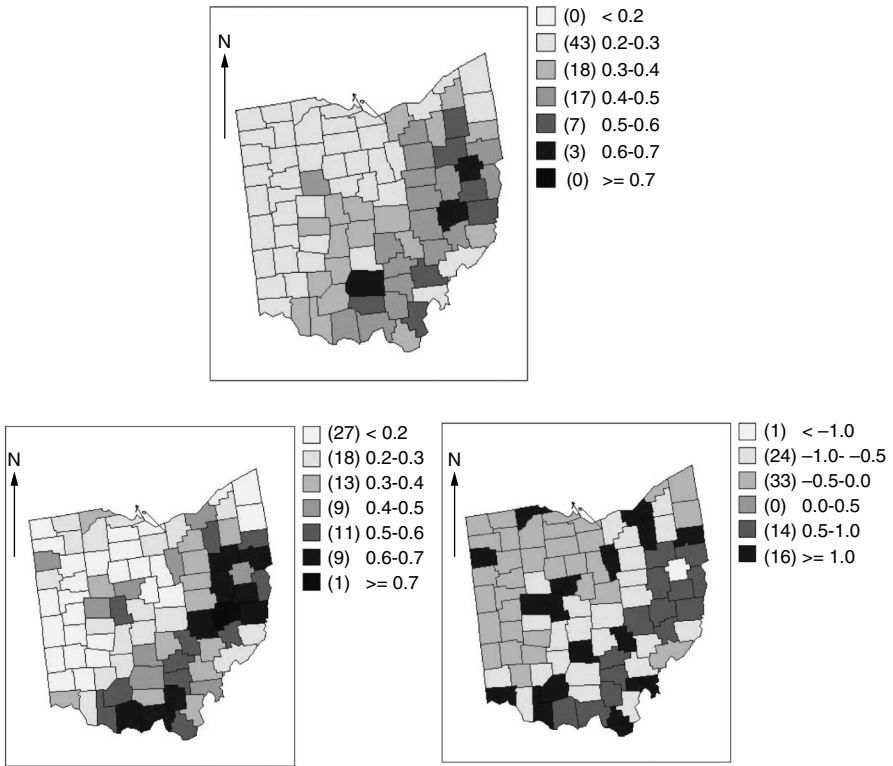 N
(0) < 0.2
(43) 0.2-0.3
(18) 0.3-0.4
(17) 0.4-0.5
(7) 0.5-0.6
(3) 0.6-0.7
(0) >= 0.7
N
(27) < 0.2
(18) 0.2-0.3
(13) 0.3-0.4
(9) 0.4-0.5
(11) 0.5-0.6
(9) 0.6-0.7
(1) >= 0.7
N
(1) < –1.0
(24) –1.0- –0.5
(33) –0.5-0.0
(0) 0.0-0.5
(14) 0.5-1.0
(16) >= 1.0